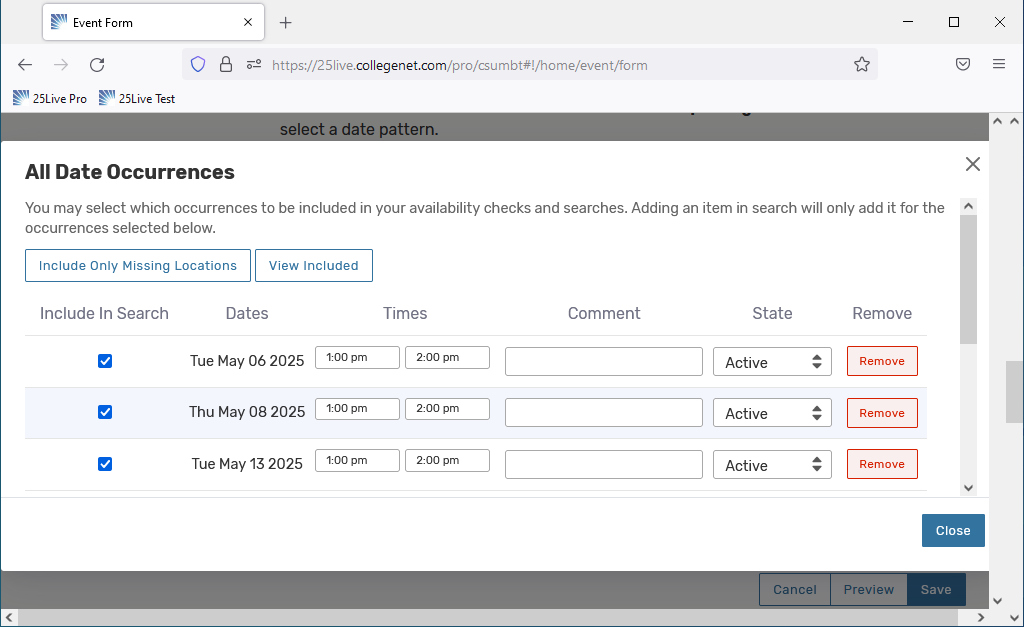 Event Form
https://25live.collegenet.com/pro/csumbt#!/home/event/form
25Live Pro 25Live Test
select a date pattern.
All Date Occurrences
You may select which occurrences to be included in your availability checks and searches. Adding an item in search will only add it for the
occurrences selected below.
Include Only Missing Locations View Included
Include In Search Dates Times Comment State Remove
Tue May 06 2025 1:00 pm 2:00 pm Active Remove
Thu May 08 2025 1:00 pm 2:00 pm Active Remove
Tue May 13 2025 1:00 pm 2:00 pm Active Remove
Close
Cancel Preview Save